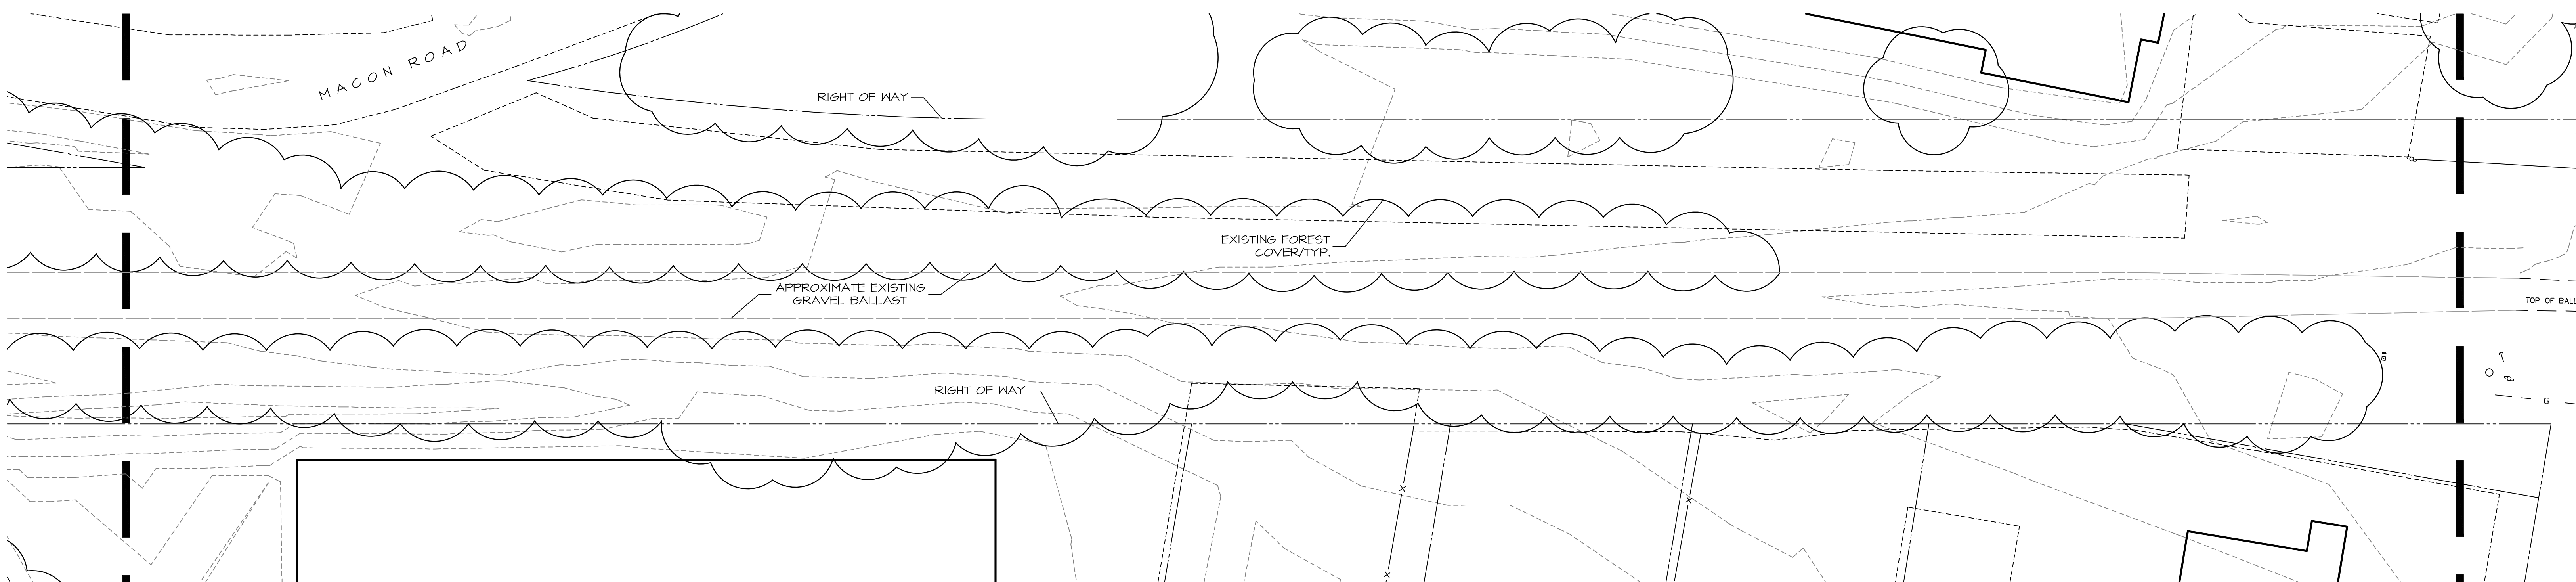 MACON ROAD
RIGHT OF WAY
EXISTING FOREST
COVER/TYP.
APPROXIMATE EXISTING
GRAVEL BALLAST
TOP OF BALL
RIGHT OF WAY
G
X
X
X